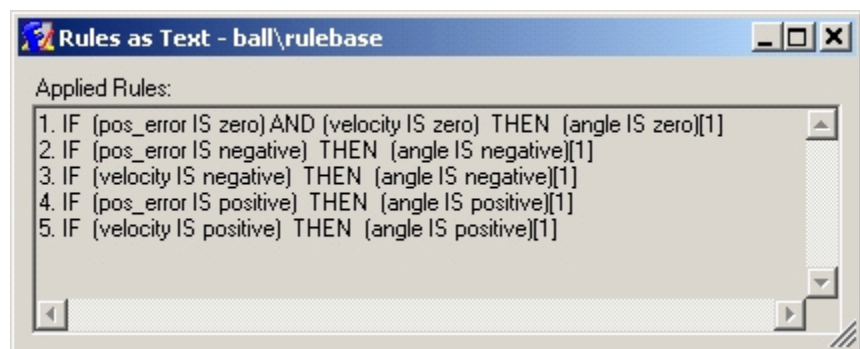 Rules as Text - ball\rulebase
Applied Rules:
1. IF (pos_error IS zero) AND (velocity IS zero) THEN (angle IS zero)[1]
2. IF (pos_error IS negative) THEN (angle IS negative)[1]
3. IF (velocity IS negative) THEN (angle IS negative)[1]
4. IF (pos_error IS positive) THEN (angle IS positive)[1]
5. IF (velocity IS positive) THEN (angle IS positive)[1]